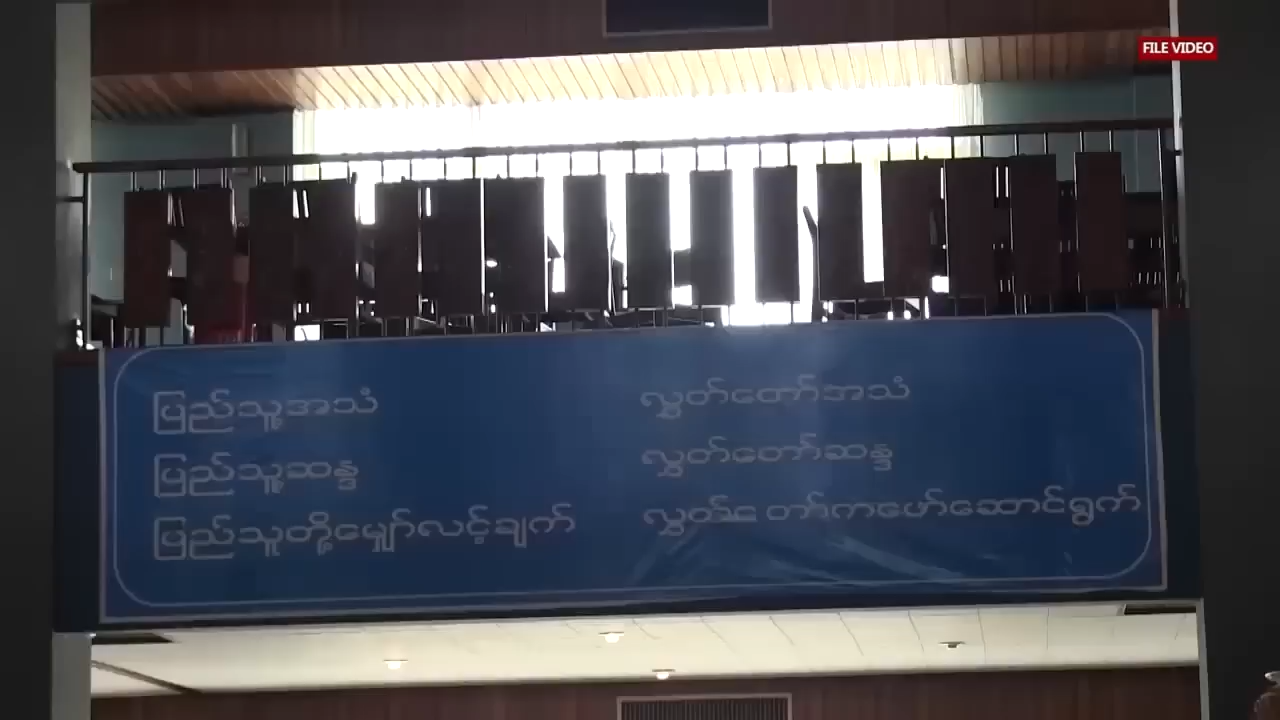 FILE VIDEO
ပြည်သူ့အသံ လွှတ်တော်အသံ
ပြည်သူ့ဆန္ဒ လွှတ်တော်ဆန္ဒ
ပြည်သူတို့မျှော်လင့်ချက် လွှတ်တော်ကဖော်ဆောင်ရွက်